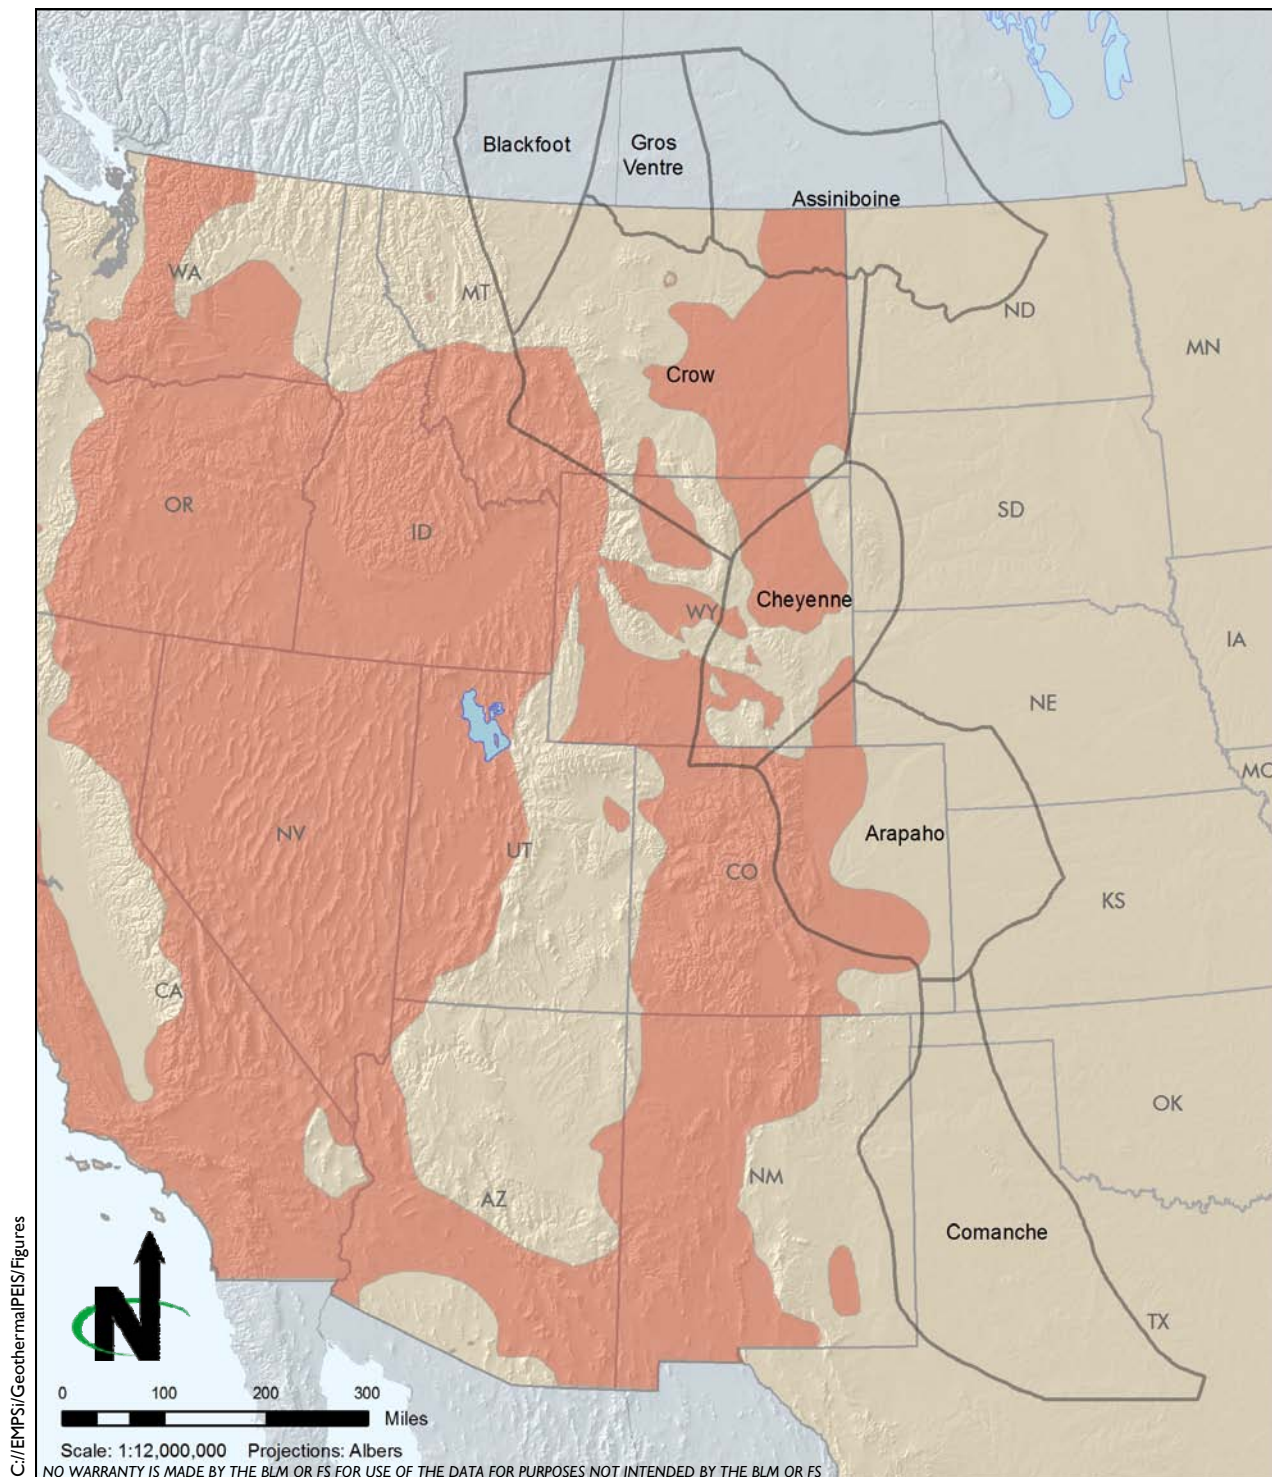 Blackfoot
Gros
Ventre
Assiniboine
WA
MT
ND
MN
Crow
OR
ID
SD
Cheyenne
WY
IA
NE
MO
NV
UT
CO
Arapaho
KS
CA
OK
NM
AZ
Comanche
TX
N
0 100 200 300
Miles
Scale: 1:12,000,000 Projections: Albers
NO WARRANTY IS MADE BY THE BLM OR FS FOR USE OF THE DATA FOR PURPOSES NOT INTENDED BY THE BLM OR FS
C://EMPSi/GeothermalPEIS/Figures